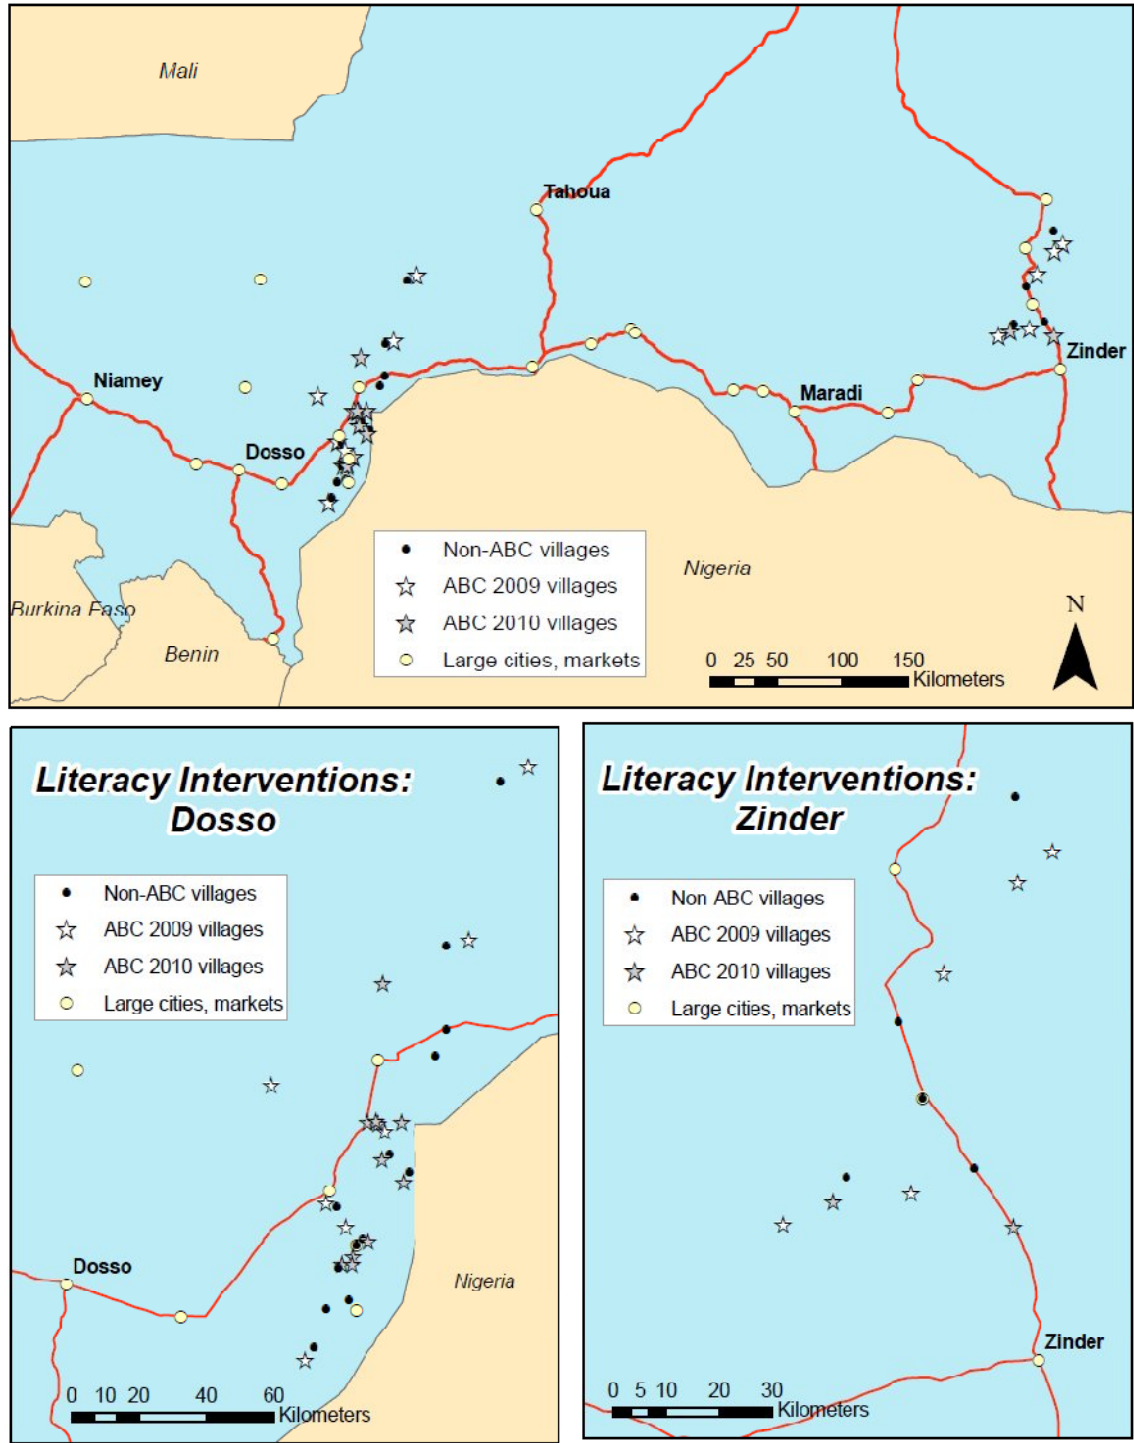 Mali
Tahoua
Niamey
Zinder
Maradi
Dosso
Non-ABC villages
ABC 2009 villages
ABC 2010 villages
Large cities, markets
Nigeria
Burkina Faso
Benin
N
0 25 50 100 150
Kilometers
Literacy Interventions:
Dosso
Non-ABC villages
ABC 2009 villages
ABC 2010 villages
Large cities, markets
Dosso
Nigeria
0 10 20 40 60
Kilometers
Literacy Interventions:
Zinder
Non ABC villages
ABC 2009 villages
ABC 2010 villages
Large cities, markets
Zinder
0 5 10 20 30
Kilometers